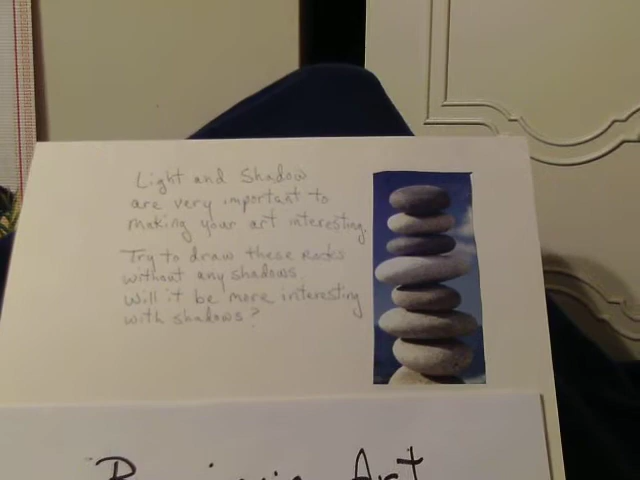 Light and Shadow
are very important to
making your art interesting.
Try to draw these Rocks
without any shadows.
Will it be more interesting
with shadows?
Art